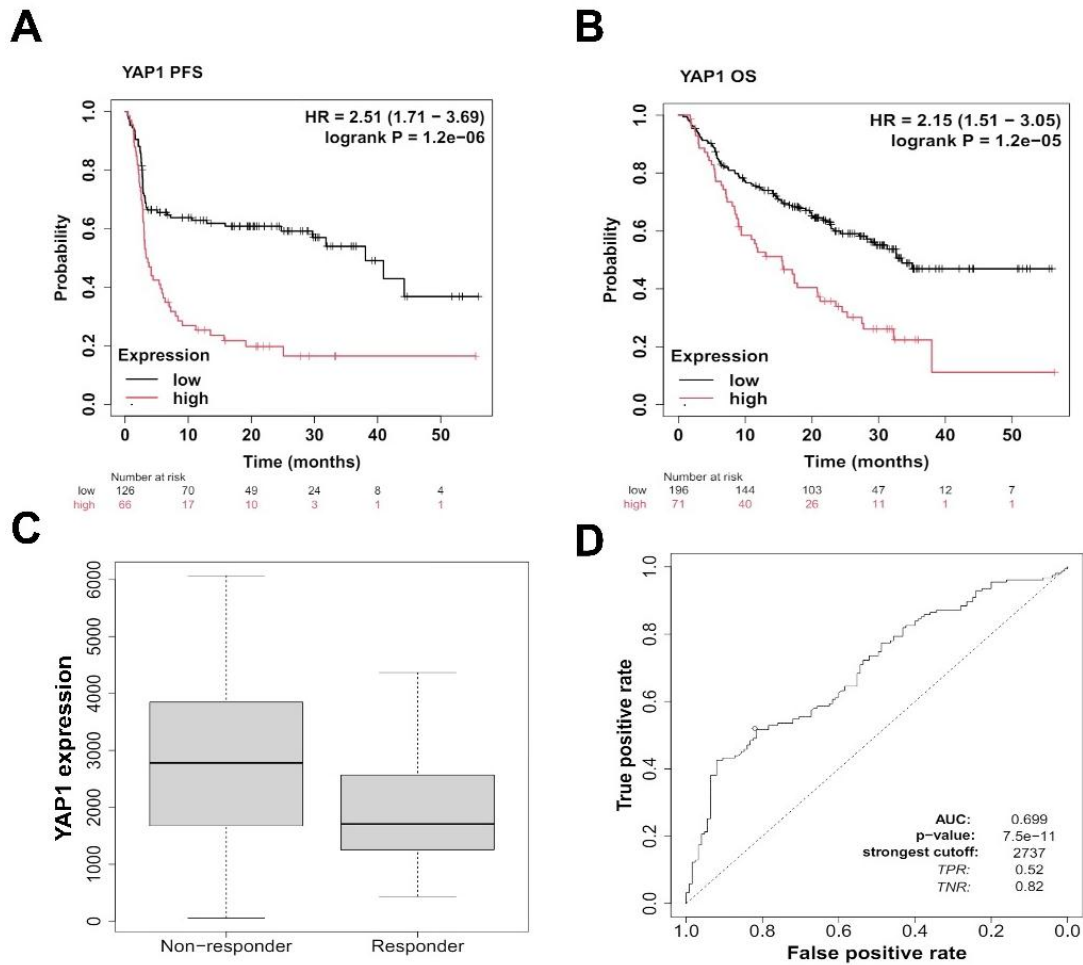 A
YAP1 PFS
HR = 2.51 (1.71 − 3.69)
logrank P = 1.2e−06
Probability
1.0
0.8
0.6
0.4
0.2
0.0
Expression
low
high
0 10 20 30 40 50
Time (months)
Number at risk
low 126 70 49 24 8 4
high 66 17 10 3 1 1
B
YAP1 OS
HR = 2.15 (1.51 − 3.05)
logrank P = 1.2e−05
Probability
1.0
0.8
0.6
0.4
0.2
0.0
Expression
low
high
0 10 20 30 40 50
Time (months)
Number at risk
low 196 144 103 47 12 7
high 71 40 26 11 1 1
C
YAP1 expression
6000
5000
4000
3000
2000
1000
0
Non−responder Responder
D
True positive rate
1.0
0.8
0.6
0.4
0.2
0.0
AUC: 0.699
p−value: 7.5e−11
strongest cutoff: 2737
TPR: 0.52
TNR: 0.82
1.0 0.8 0.6 0.4 0.2 0.0
False positive rate